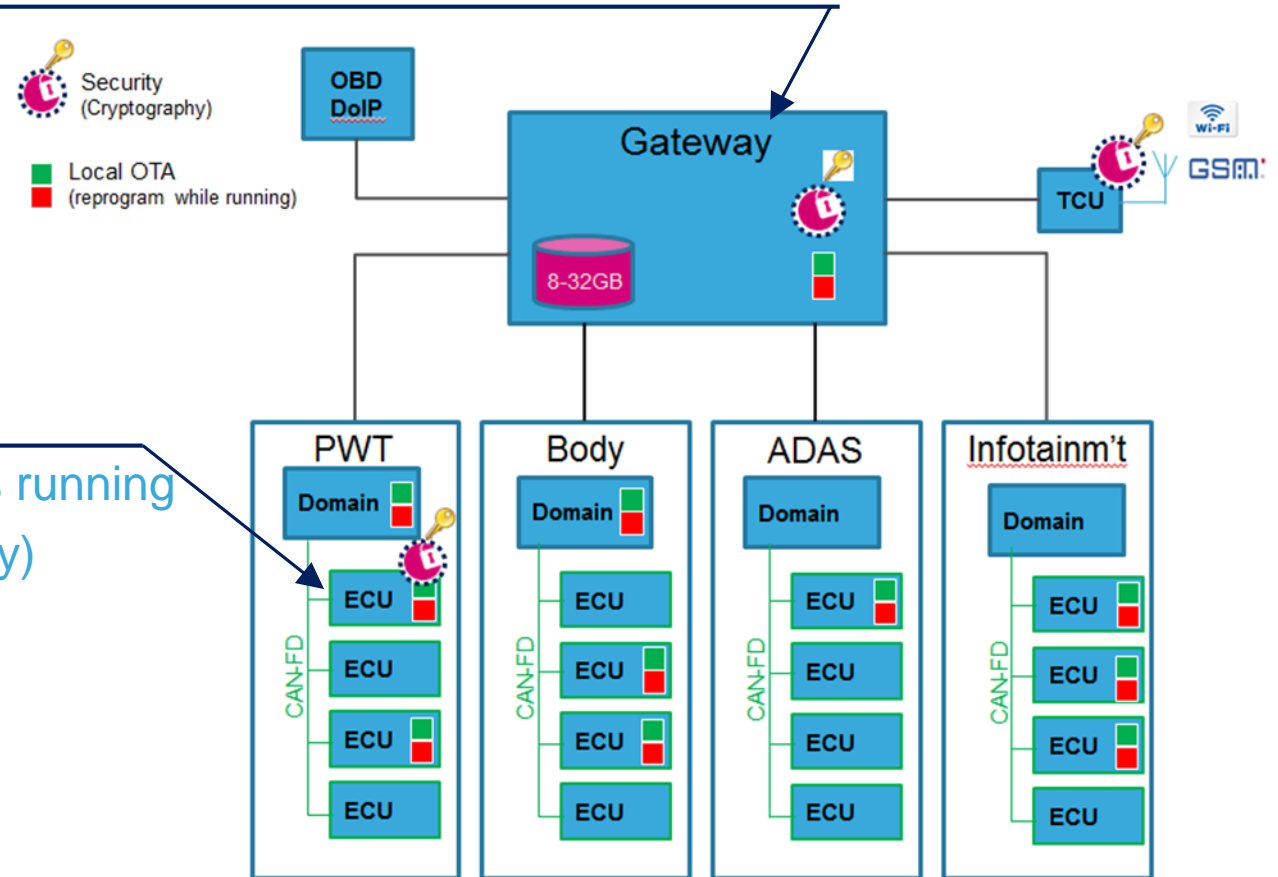 Security
(Cryptography)
Local OTA
(reprogram while running)
OBD
DoIP
Gateway
8-32GB
TCU
Wi-Fi
GSM
running
y)
PWT
Domain
CAN-FD
ECU
ECU
ECU
ECU
Body
Domain
CAN-FD
ECU
ECU
ECU
ECU
ADAS
Domain
CAN-FD
ECU
ECU
ECU
ECU
Infotainm't
Domain
CAN-FD
ECU
ECU
ECU
ECU